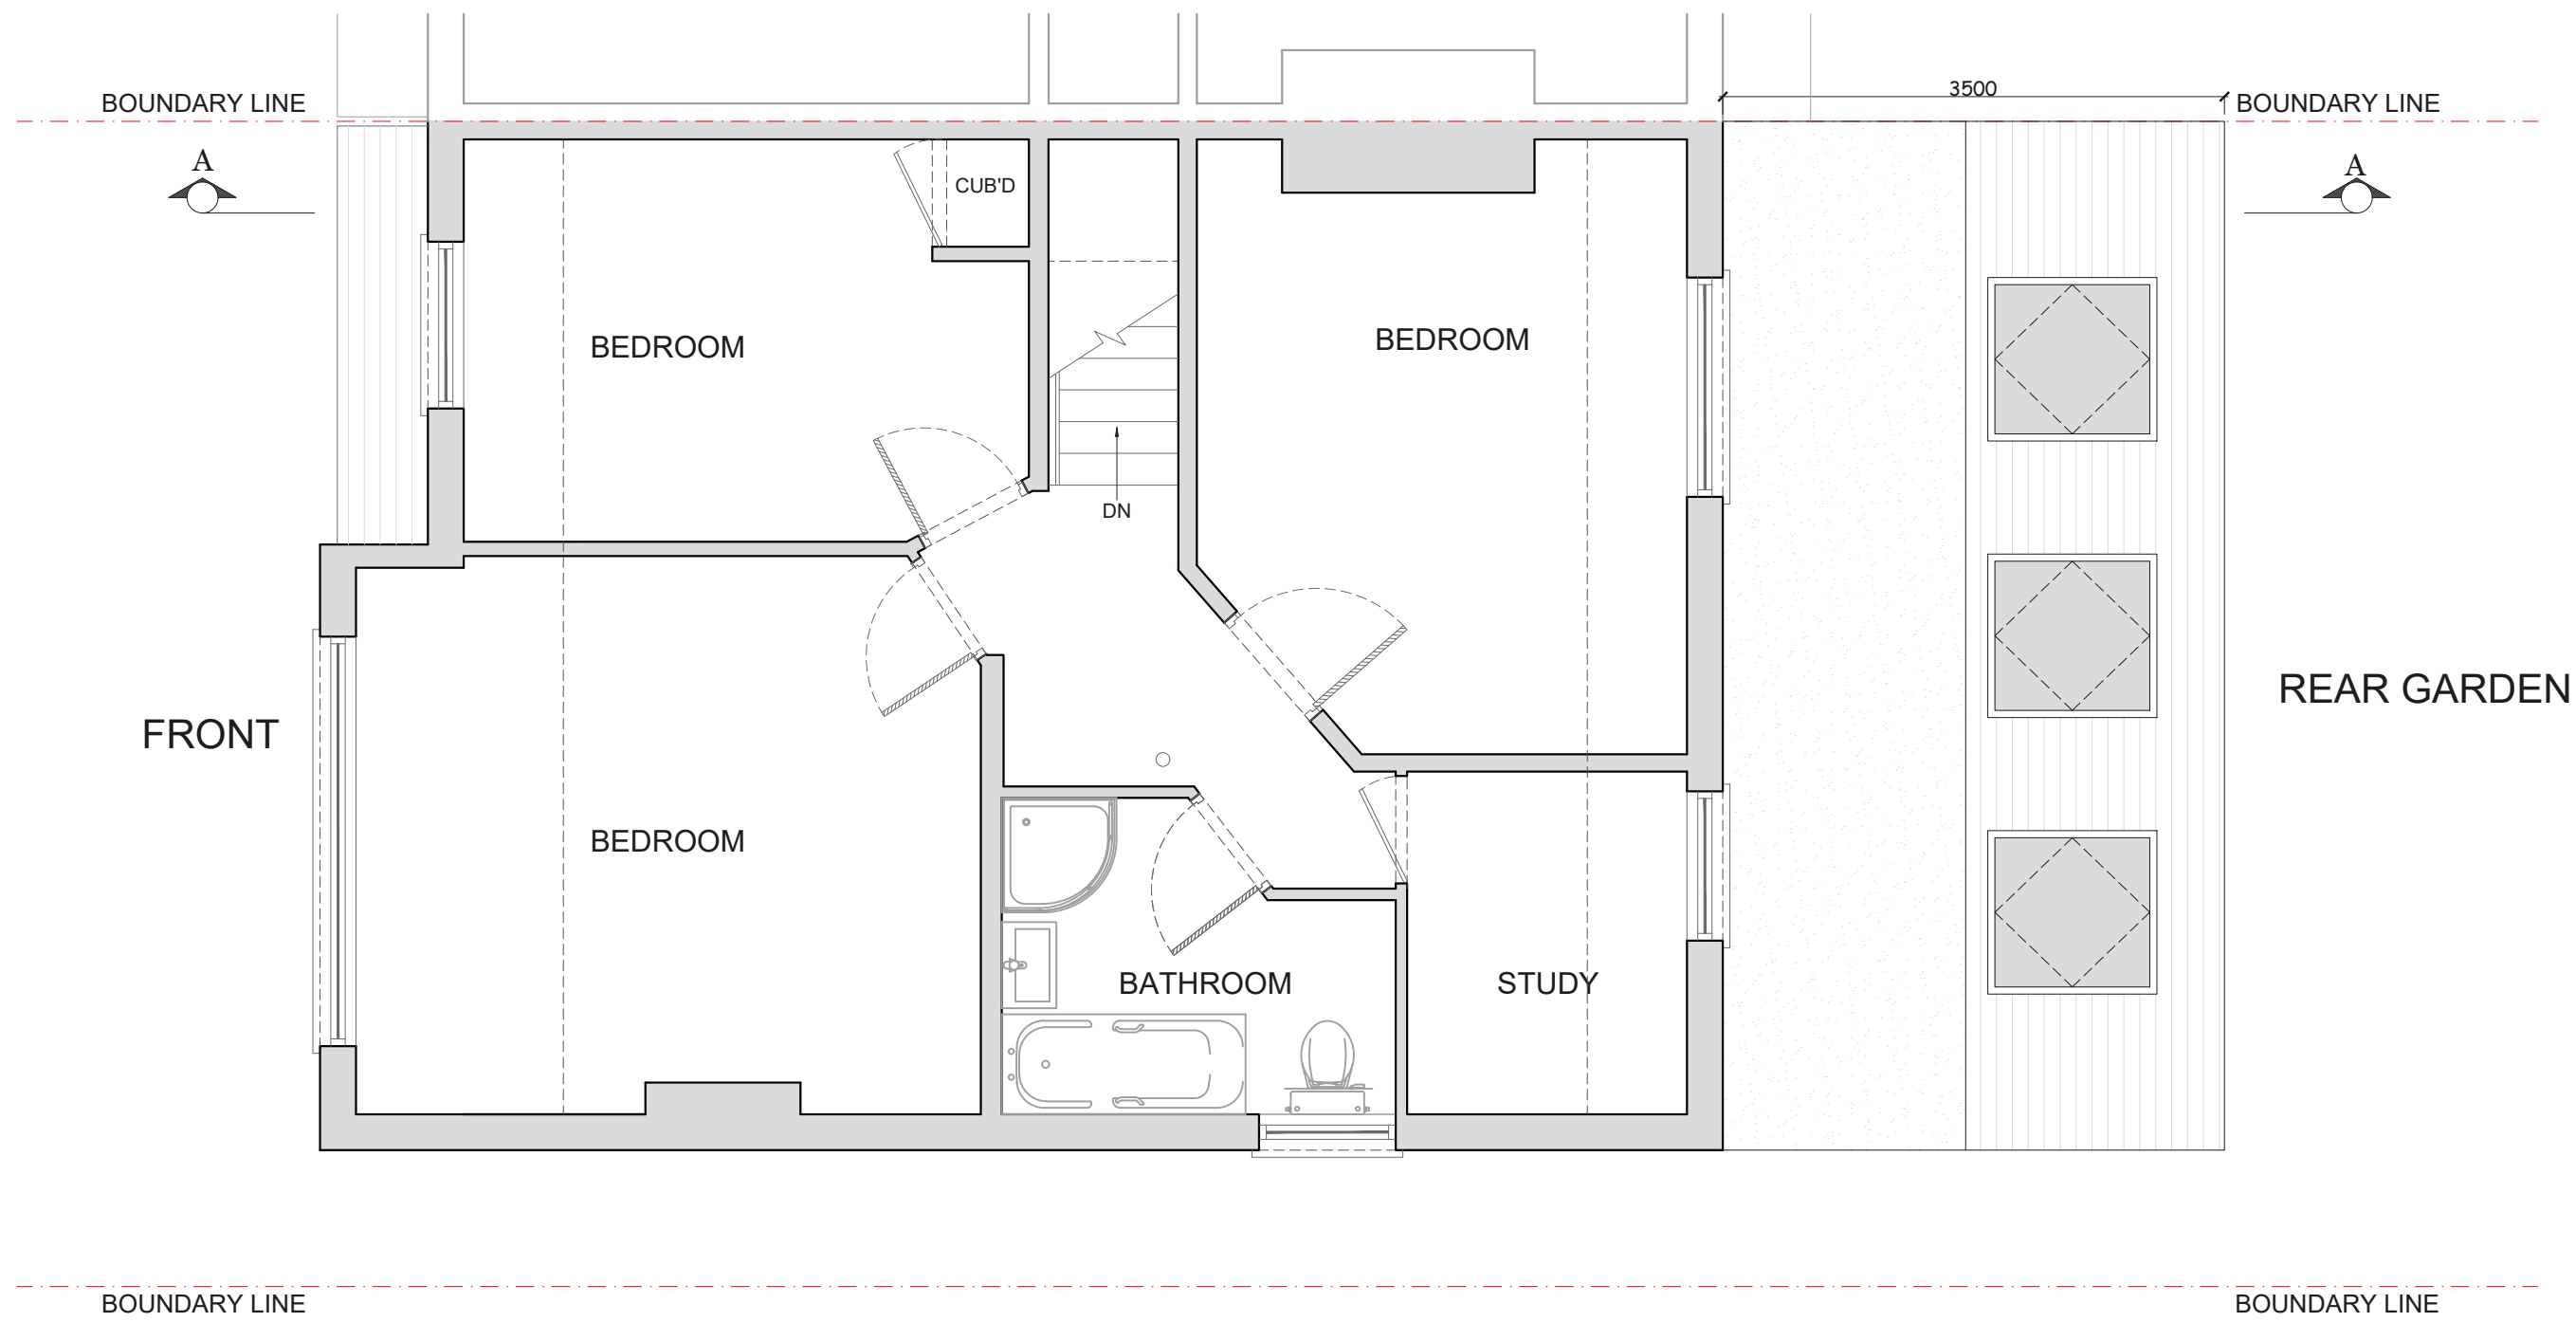 3500
BOUNDARY LINE
BOUNDARY LINE
A
A
CUB'D
BEDROOM
BEDROOM
DN
REAR GARDEN
FRONT
BEDROOM
BATHROOM
STUDY
BOUNDARY LINE
BOUNDARY LINE